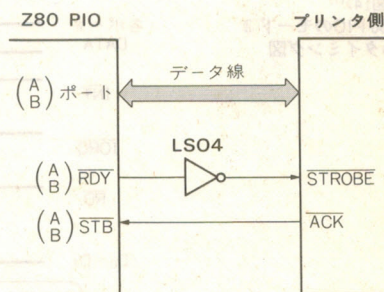 Z80 PIO
プリンタ側
データ線
(A B) ポート
LS04
(A B) RDY
STROBE
(A B) STB
ACK